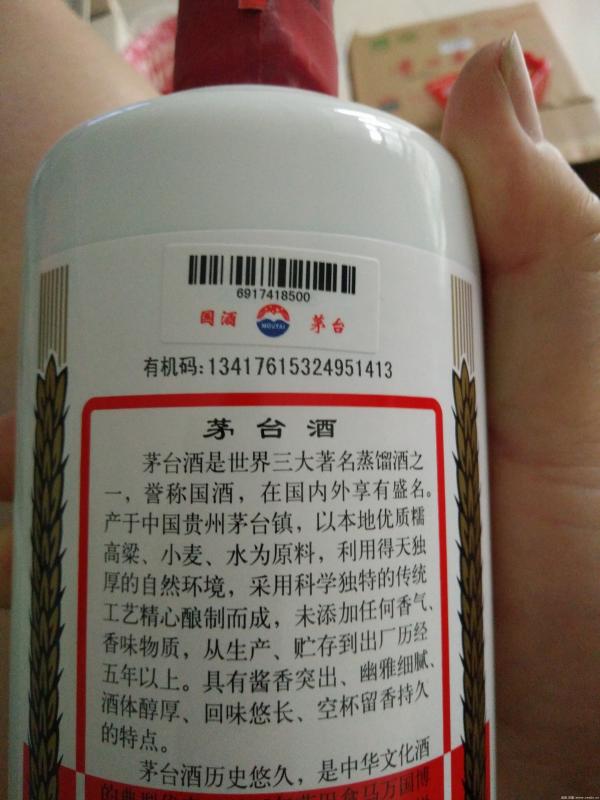 6917418500
国酒
MOUTAI
茅台
有机码:13417615324951413
茅台酒
茅台酒是世界三大著名蒸馏酒之
一，誉称国酒，在国内外享有盛名。
产于中国贵州茅台镇，以本地优质糯
高粱、小麦、水为原料，利用得天独
厚的自然环境，采用科学独特的传统
工艺精心酿制而成，未添加任何香气、
香味物质，从生产、贮存到出厂历经
五年以上。具有酱香突出、幽雅细腻、
酒体醇厚、回味悠长、空杯留香持久
的特点。
茅台酒历史悠久，是中华文化酒